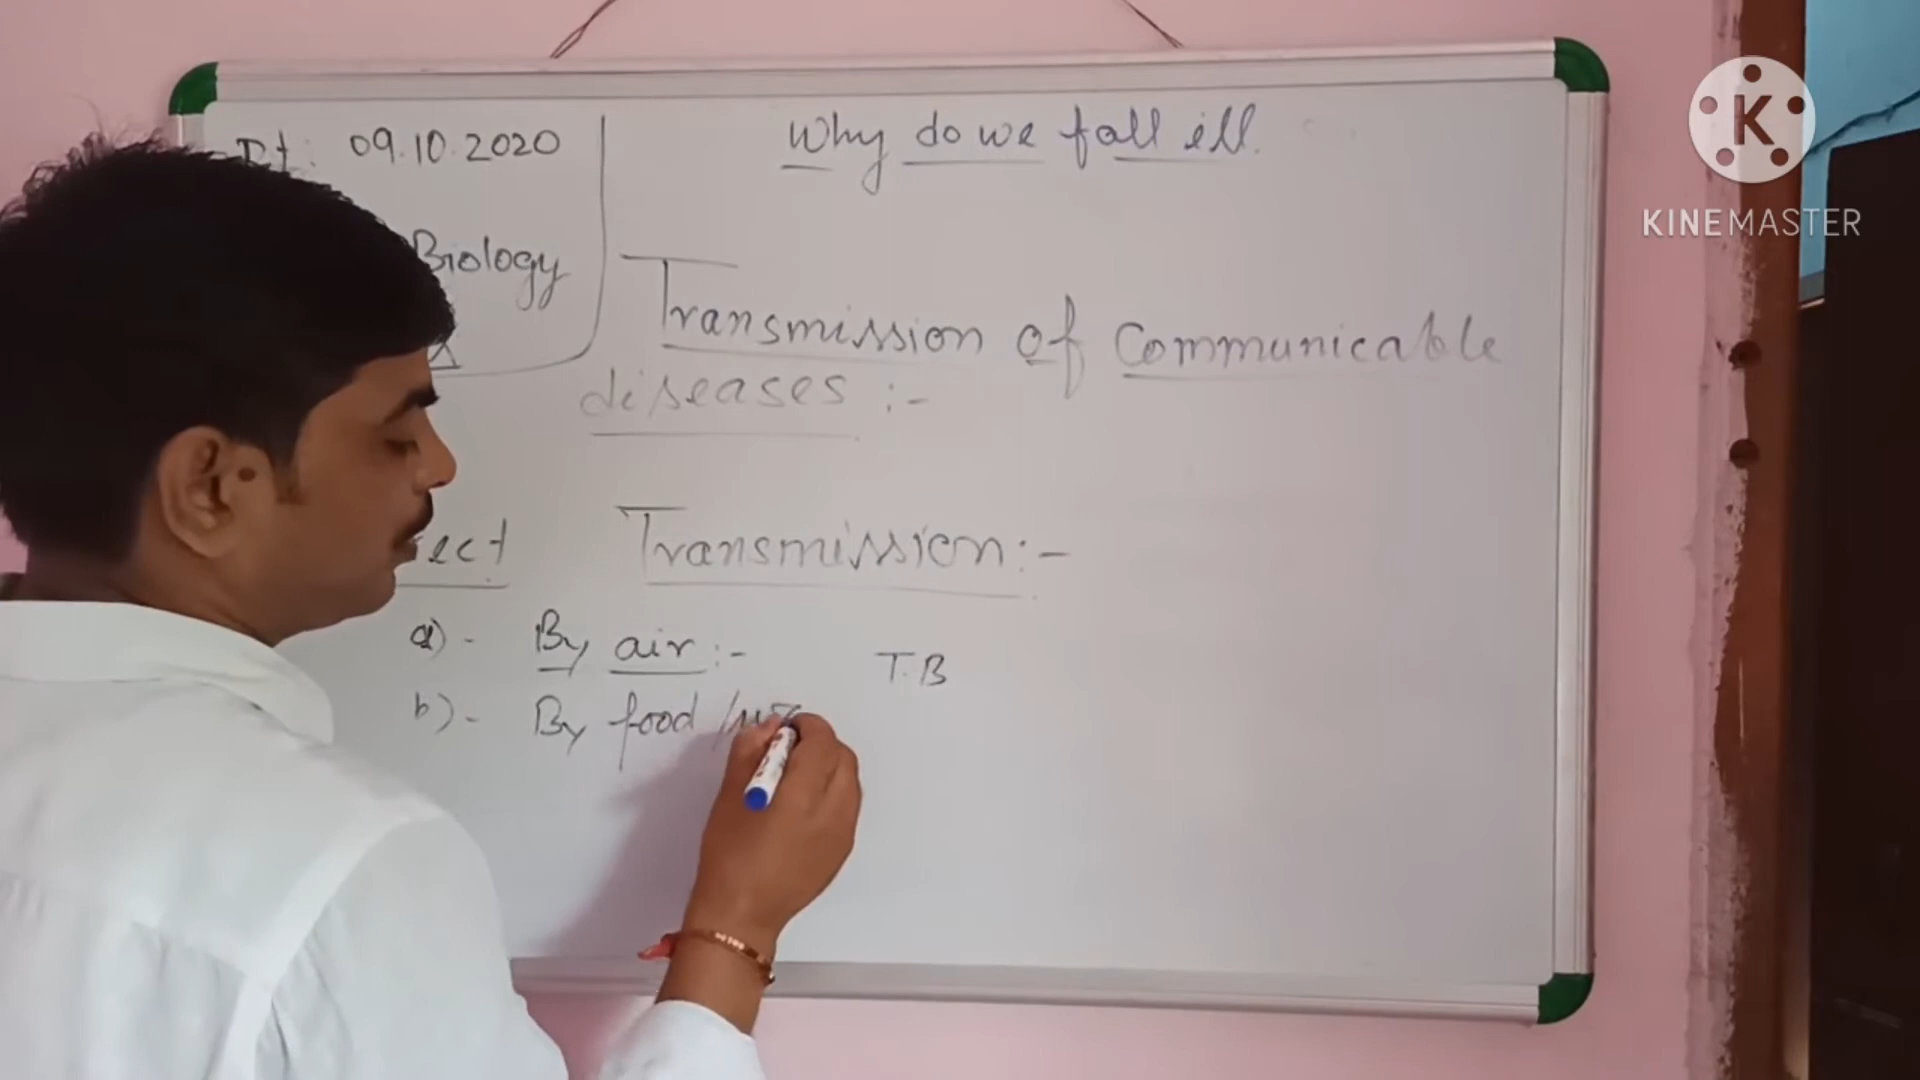 Dt: 09.10.2020
Why do we fall ill.
Biology
Transmission of Communicable
diseases :-
Transmission:-
a)- By air:- T.B
b)- By food
K
KINEMASTER